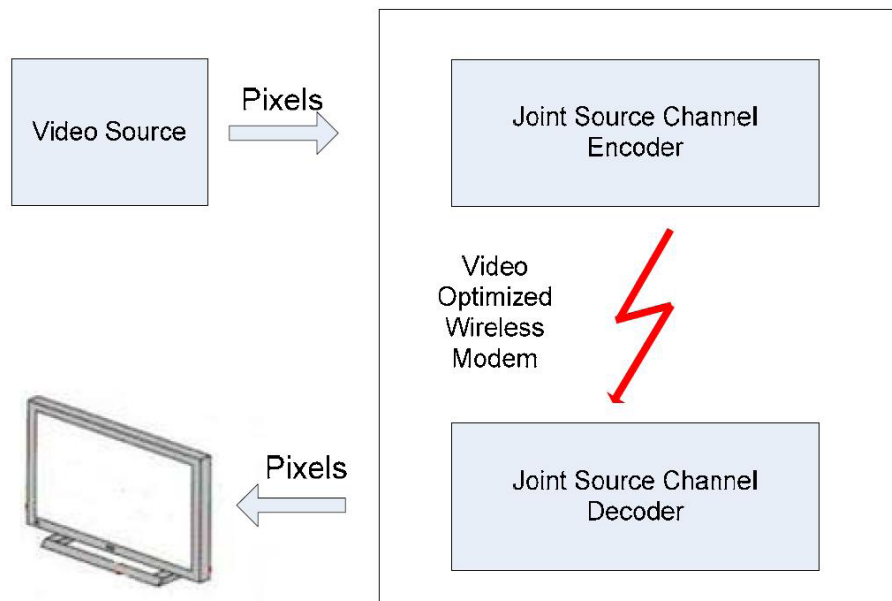 Video Source
Pixels
Joint Source Channel
Encoder
Video
Optimized
Wireless
Modem
Pixels
Joint Source Channel
Decoder